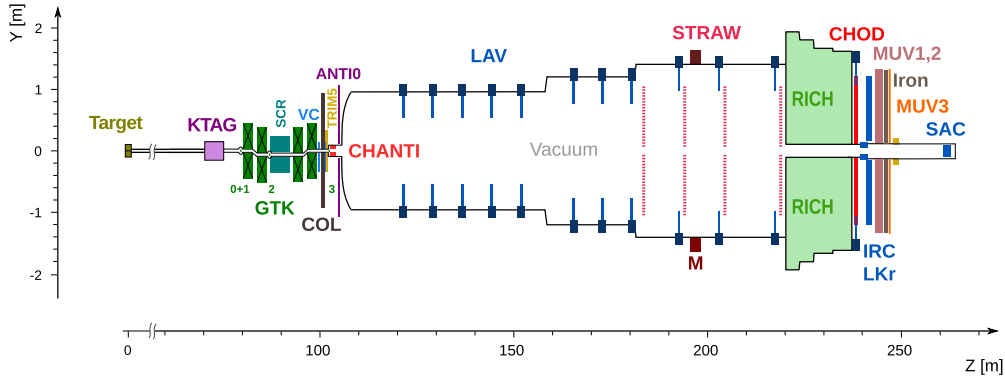 Y [m]
2
1
0
-1
-2
Target
KTAG
0+1
2
GTK
SCR
VC
COL
TRIM5
3
ANTI0
CHANTI
LAV
Vacuum
STRAW
M
RICH
RICH
CHOD
MUV1,2
Iron
MUV3
SAC
IRC
LKr
0
100
150
200
250
Z [m]